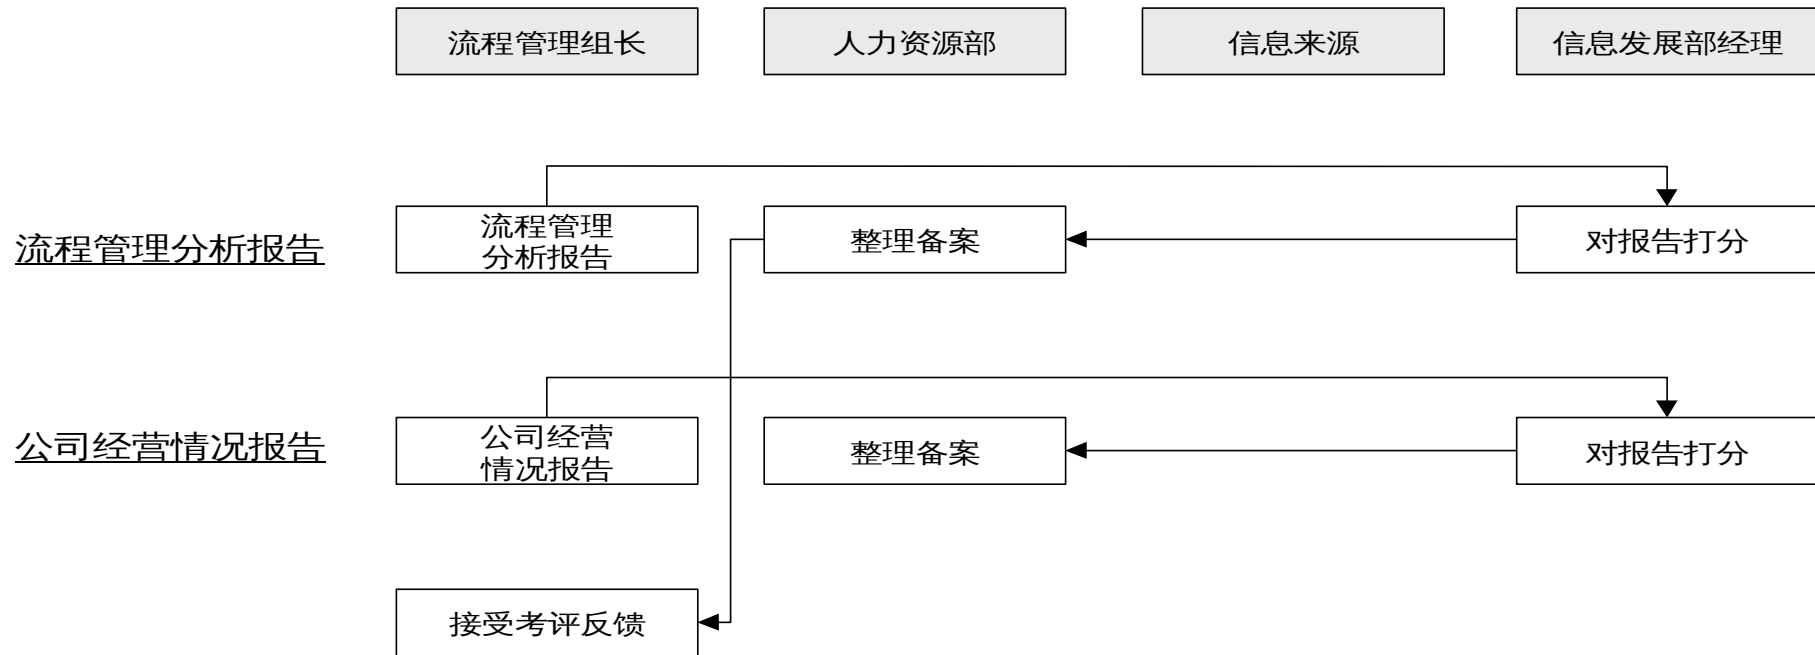 流程管理组长
人力资源部
信息来源
信息发展部经理
流程管理分析报告
流程管理
分析报告
整理备案
对报告打分
公司经营情况报告
公司经营
情况报告
整理备案
对报告打分
接受考评反馈